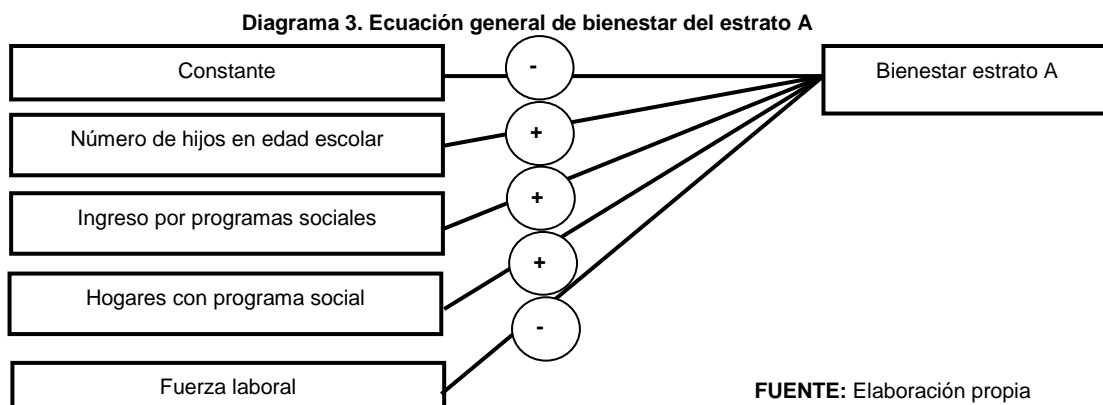 Diagrama 3. Ecuación general de bienestar del estrato A
Constante
-
Bienestar estrato A
Número de hijos en edad escolar
+
Ingreso por programas sociales
+
Hogares con programa social
+
Fuerza laboral
-
FUENTE: Elaboración propia